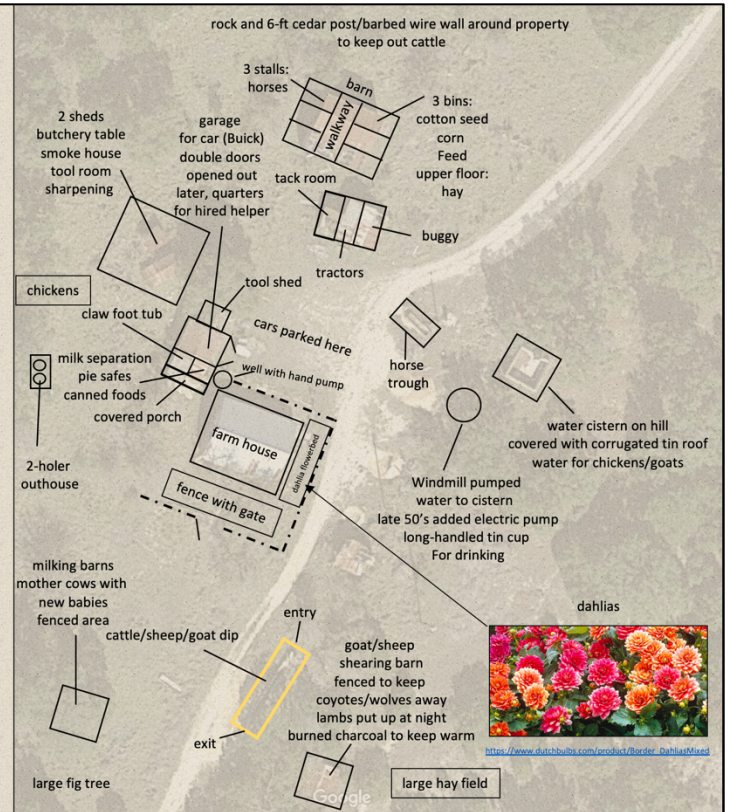 rock and 6-ft cedar post/barbed wire wall around property
to keep out cattle
3 stalls:
horses
barn
walkway
3 bins:
cotton seed
corn
Feed
upper floor:
hay
2 sheds
butchery table
smoke house
tool room
sharpening
garage
for car (Buick)
double doors
opened out
later, quarters
for hired helper
tack room
buggy
tractors
tool shed
chickens
claw foot tub
cars parked here
milk separation
pie safes
canned foods
well with hand pump
covered porch
horse
trough
water cistern on hill
covered with corrugated tin roof
water for chickens/goats
2-holer
outhouse
farm house
dahlia flowerbed
fence with gate
Windmill pumped
water to cistern
late 50's added electric pump
long-handled tin cup
For drinking
milking barns
mother cows with
new babies
fenced area
dahlias
entry
cattle/sheep/goat dip
goat/sheep
shearing barn
fenced to keep
coyotes/wolves away
lambs put up at night
burned charcoal to keep warm
https://www.dutchbulbs.com/product/Border_DahliasMixed
exit
large fig tree
large hay field
Google